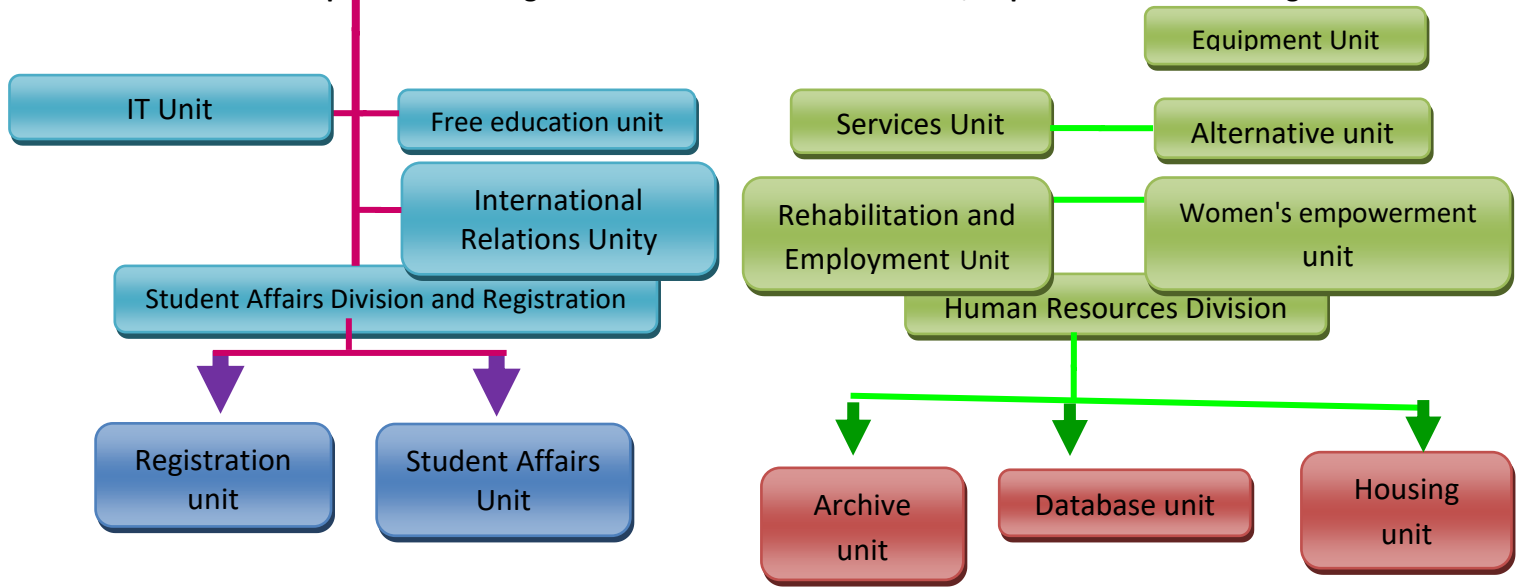 Equipment Unit
IT Unit
Free education unit
Services Unit
Alternative unit
International
Relations Unity
Rehabilitation and
Employment Unit
Women's empowerment
unit
Student Affairs Division and Registration
Human Resources Division
Registration
unit
Student Affairs
Unit
Archive
unit
Database unit
Housing
unit